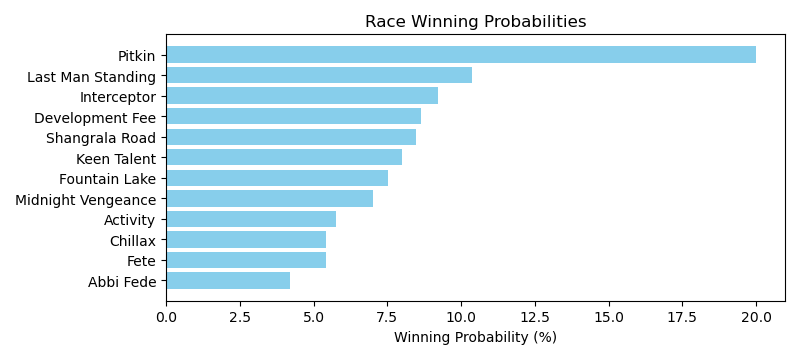 Race Winning Probabilities
Pitkin
Last Man Standing
Interceptor
Development Fee
Shangrala Road
Keen Talent
Fountain Lake
Midnight Vengeance
Activity
Chillax
Fete
Abbi Fede
0.0 2.5 5.0 7.5 10.0 12.5 15.0 17.5 20.0
Winning Probability (%)